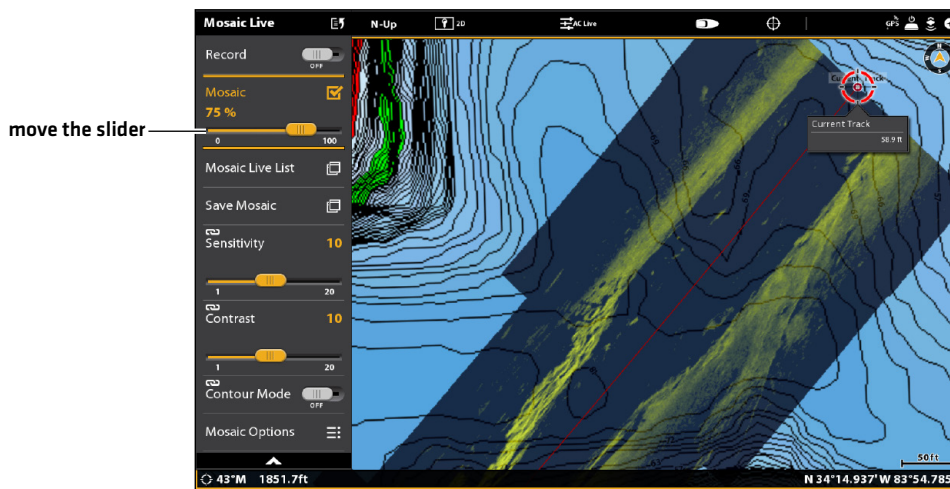 Mosaic Live
N-Up
2D
AC Live
GPS
Record
OFF
Mosaic
75 %
move the slider
0 100
Mosaic Live List
Save Mosaic
Sensitivity 10
1 20
Contrast 10
1 20
Contour Mode
OFF
Mosaic Options
Current Track
58.9 ft
50 ft
43°M 1851.7ft
N 34°14.937' W 83°54.785